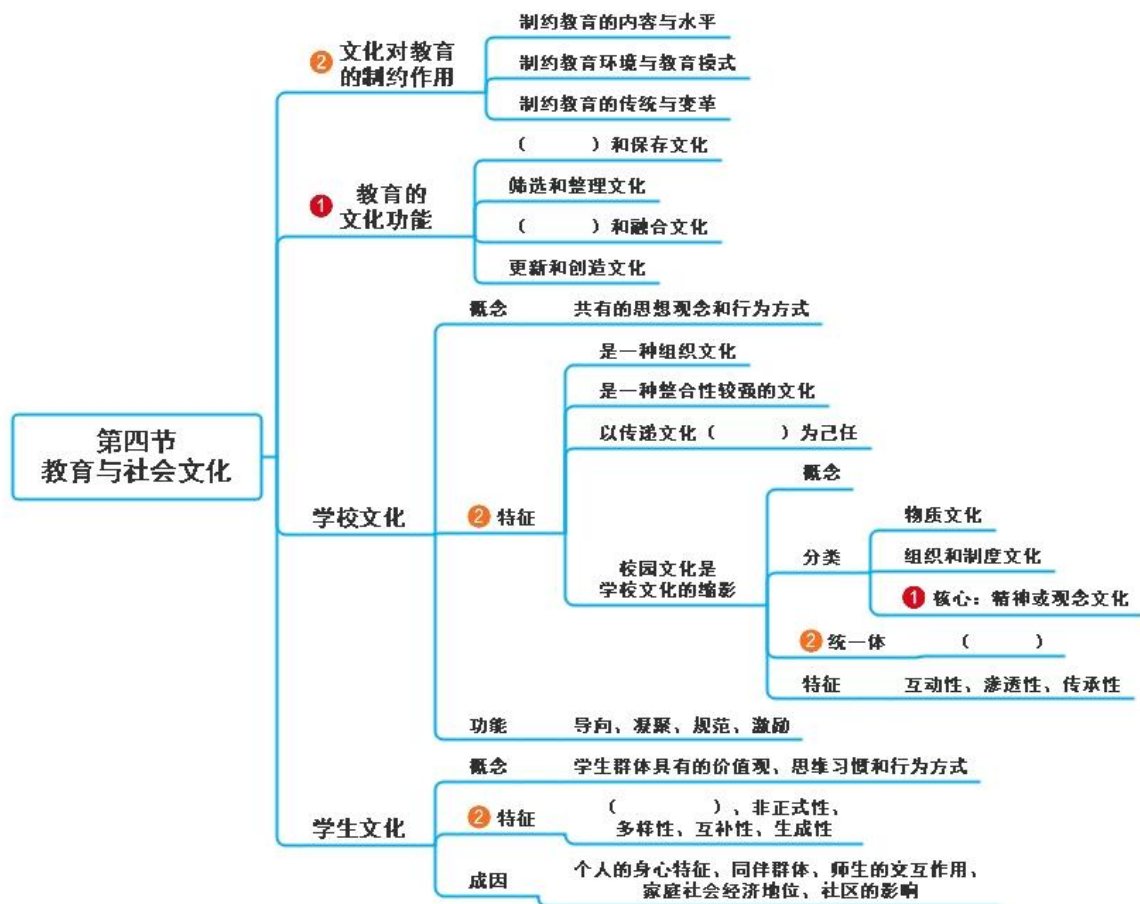 第四节
教育与社会文化
② 文化对教育
的制约作用
制约教育的内容与水平
制约教育环境与教育模式
制约教育的传统与变革
① 教育的
文化功能
（ ）和保存文化
筛选和整理文化
（ ）和融合文化
更新和创造文化
学校文化
概念 共有的思想观念和行为方式
② 特征
是一种组织文化
是一种整合性较强的文化
以传递文化（ ）为己任
校园文化是
学校文化的缩影
概念
分类
物质文化
组织和制度文化
① 核心：精神或观念文化
② 统一体 （ ）
特征 互动性、渗透性、传承性
功能 导向、凝聚、规范、激励
学生文化
概念 学生群体具有的价值观、思维习惯和行为方式
② 特征 （ ）、非正式性、
多样性、互补性、生成性
成因 个人的身心特征、同伴群体、师生的交互作用、
家庭社会经济地位、社区的影响